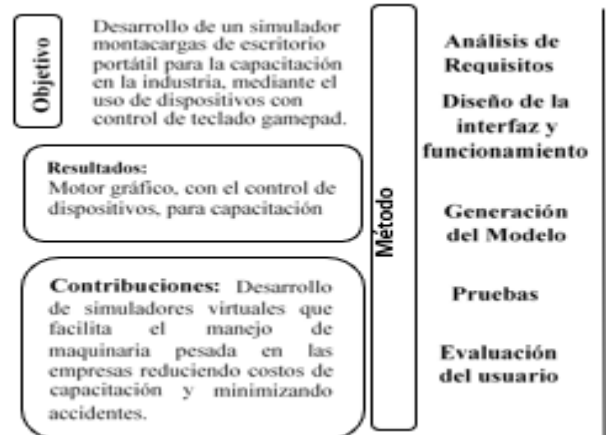 Objetivo
Desarrollo de un simulador
montacargas de escritorio
portátil para la capacitación
en la industria, mediante el
uso de dispositivos con
control de teclado gamepad.
Resultados:
Motor gráfico, con el control de
dispositivos, para capacitación
Contribuciones: Desarrollo
de simuladores virtuales que
facilita el manejo de
maquinaria pesada en las
empresas reduciendo costos de
capacitación y minimizando
accidentes.
Método
Análisis de
Requisitos
Diseño de la
interfaz y
funcionamiento
Generación
del Modelo
Pruebas
Evaluación
del usuario